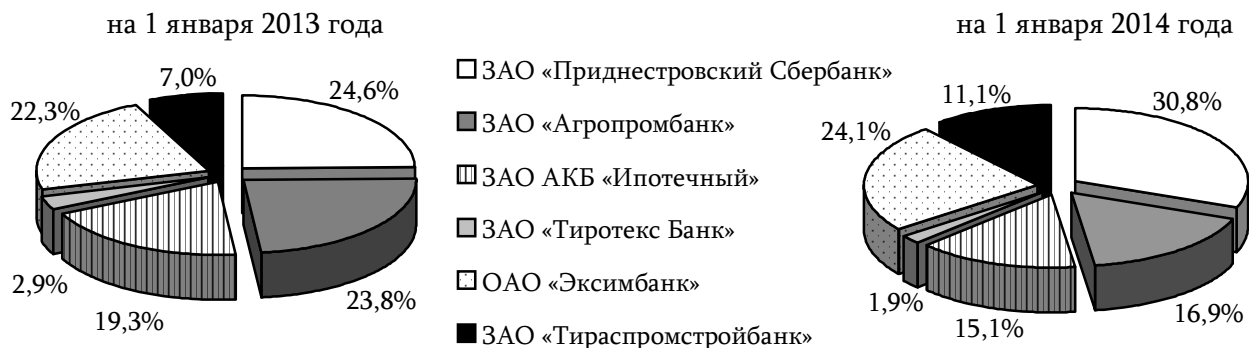 на 1 января 2013 года
7,0%
24,6%
22,3%
2,9%
19,3%
23,8%
ЗАО «Приднестровский Сбербанк»
ЗАО «Агропромбанк»
ЗАО АКБ «Ипотечный»
ЗАО «Тиротекс Банк»
ОАО «Эксимбанк»
ЗАО «Тираспромстройбанк»
на 1 января 2014 года
11,1%
30,8%
24,1%
1,9%
15,1%
16,9%